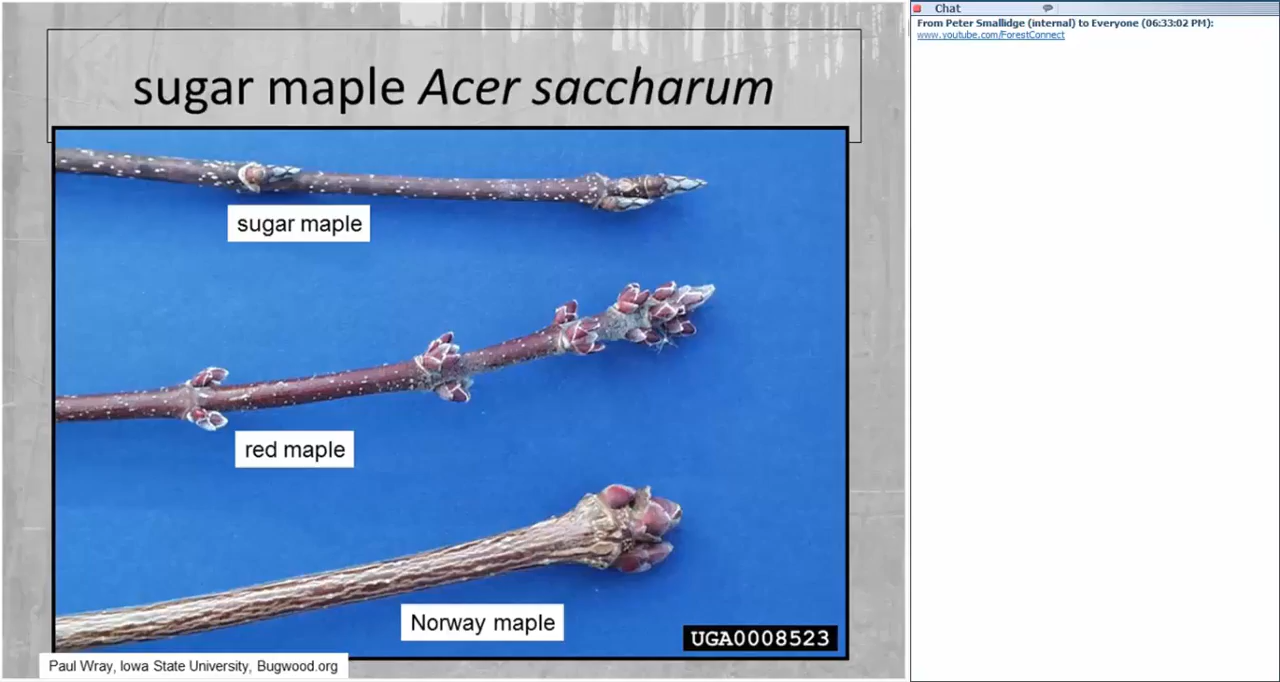 sugar maple Acer saccharum
sugar maple
red maple
Norway maple
UGA0008523
Paul Wray, Iowa State University, Bugwood.org
Chat
From Peter Smallidge (internal) to Everyone (06:33:02 PM):
www.youtube.com/ForestConnect